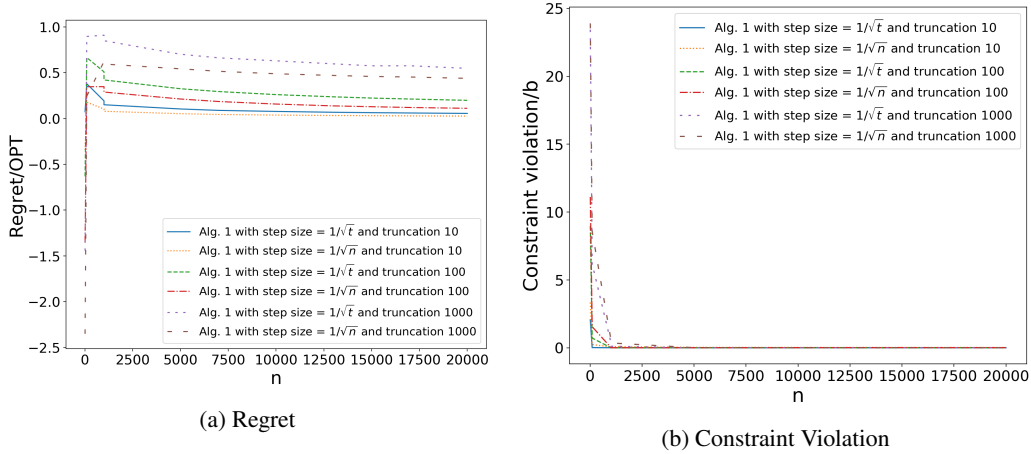 1.0
0.5
0.0
−0.5
−1.0
−1.5
−2.0
−2.5
Regret/OPT
Alg. 1 with step size = 1/√t and truncation 10
Alg. 1 with step size = 1/√n and truncation 10
Alg. 1 with step size = 1/√t and truncation 100
Alg. 1 with step size = 1/√n and truncation 100
Alg. 1 with step size = 1/√t and truncation 1000
Alg. 1 with step size = 1/√n and truncation 1000
0 2500 5000 7500 10000 12500 15000 17500 20000
n
(a) Regret
25
20
15
10
5
0
Constraint violation/b
Alg. 1 with step size = 1/√t and truncation 10
Alg. 1 with step size = 1/√n and truncation 10
Alg. 1 with step size = 1/√t and truncation 100
Alg. 1 with step size = 1/√n and truncation 100
Alg. 1 with step size = 1/√t and truncation 1000
Alg. 1 with step size = 1/√n and truncation 1000
0 2500 5000 7500 10000 12500 15000 17500 20000
n
(b) Constraint Violation